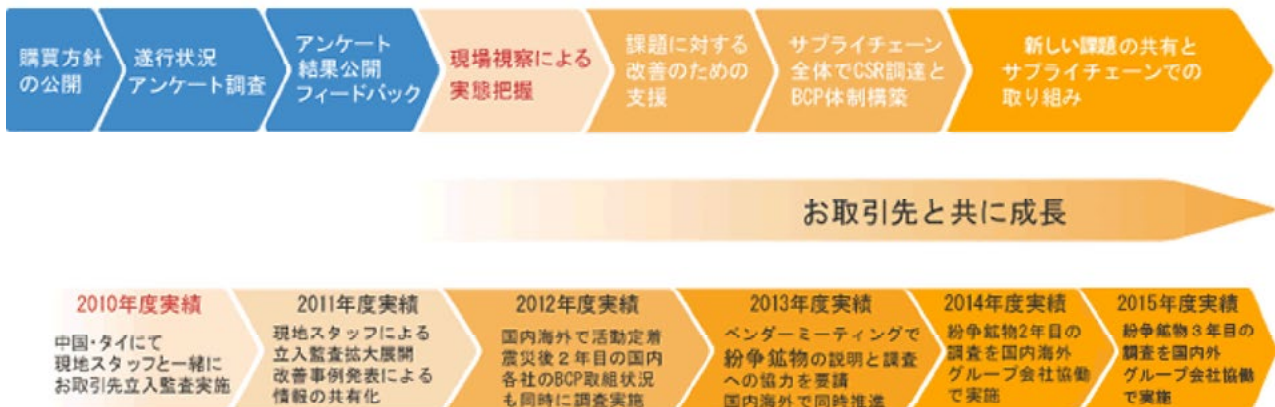 購買方針
の公開
遂行状況
アンケート調査
アンケート
結果公開
フィードバック
現場視察による
実態把握
課題に対する
改善のための
支援
サプライチェーン
全体でCSR調達と
BCP体制構築
新しい課題の共有と
サプライチェーンでの
取り組み
お取引先と共に成長
2010年度実績
中国・タイにて
現地スタッフと一緒に
お取引先立入監査実施
2011年度実績
現地スタッフによる
立入監査拡大展開
改善事例発表による
情報の共有化
2012年度実績
国内海外で活動定着
震災後2年目の国内
各社のBCP取組状況
も同時に調査実施
2013年度実績
ベンダーミーティングで
紛争鉱物の説明と調査
への協力を要請
国内海外で同時推進
2014年度実績
紛争鉱物2年目の
調査を国内海外
グループ会社協働
で実施
2015年度実績
紛争鉱物3年目の
調査を国内外
グループ会社協働
で実施